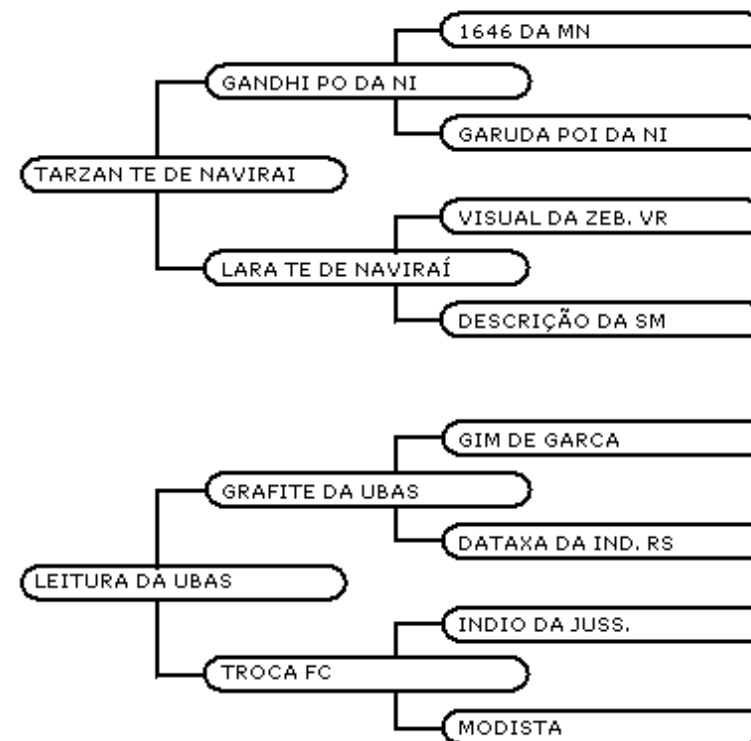 1646 DA MN
GANDHI PO DA NI
GARUDA POI DA NI
TARZAN TE DE NAVIRAI
VISUAL DA ZEB. VR
LARA TE DE NAVIRAÍ
DESCRIÇÃO DA SM
GIM DE GARCA
GRAFITE DA UBAS
DATAXA DA IND. RS
LEITURA DA UBAS
INDIO DA JUSS.
TROCA FC
MODISTA